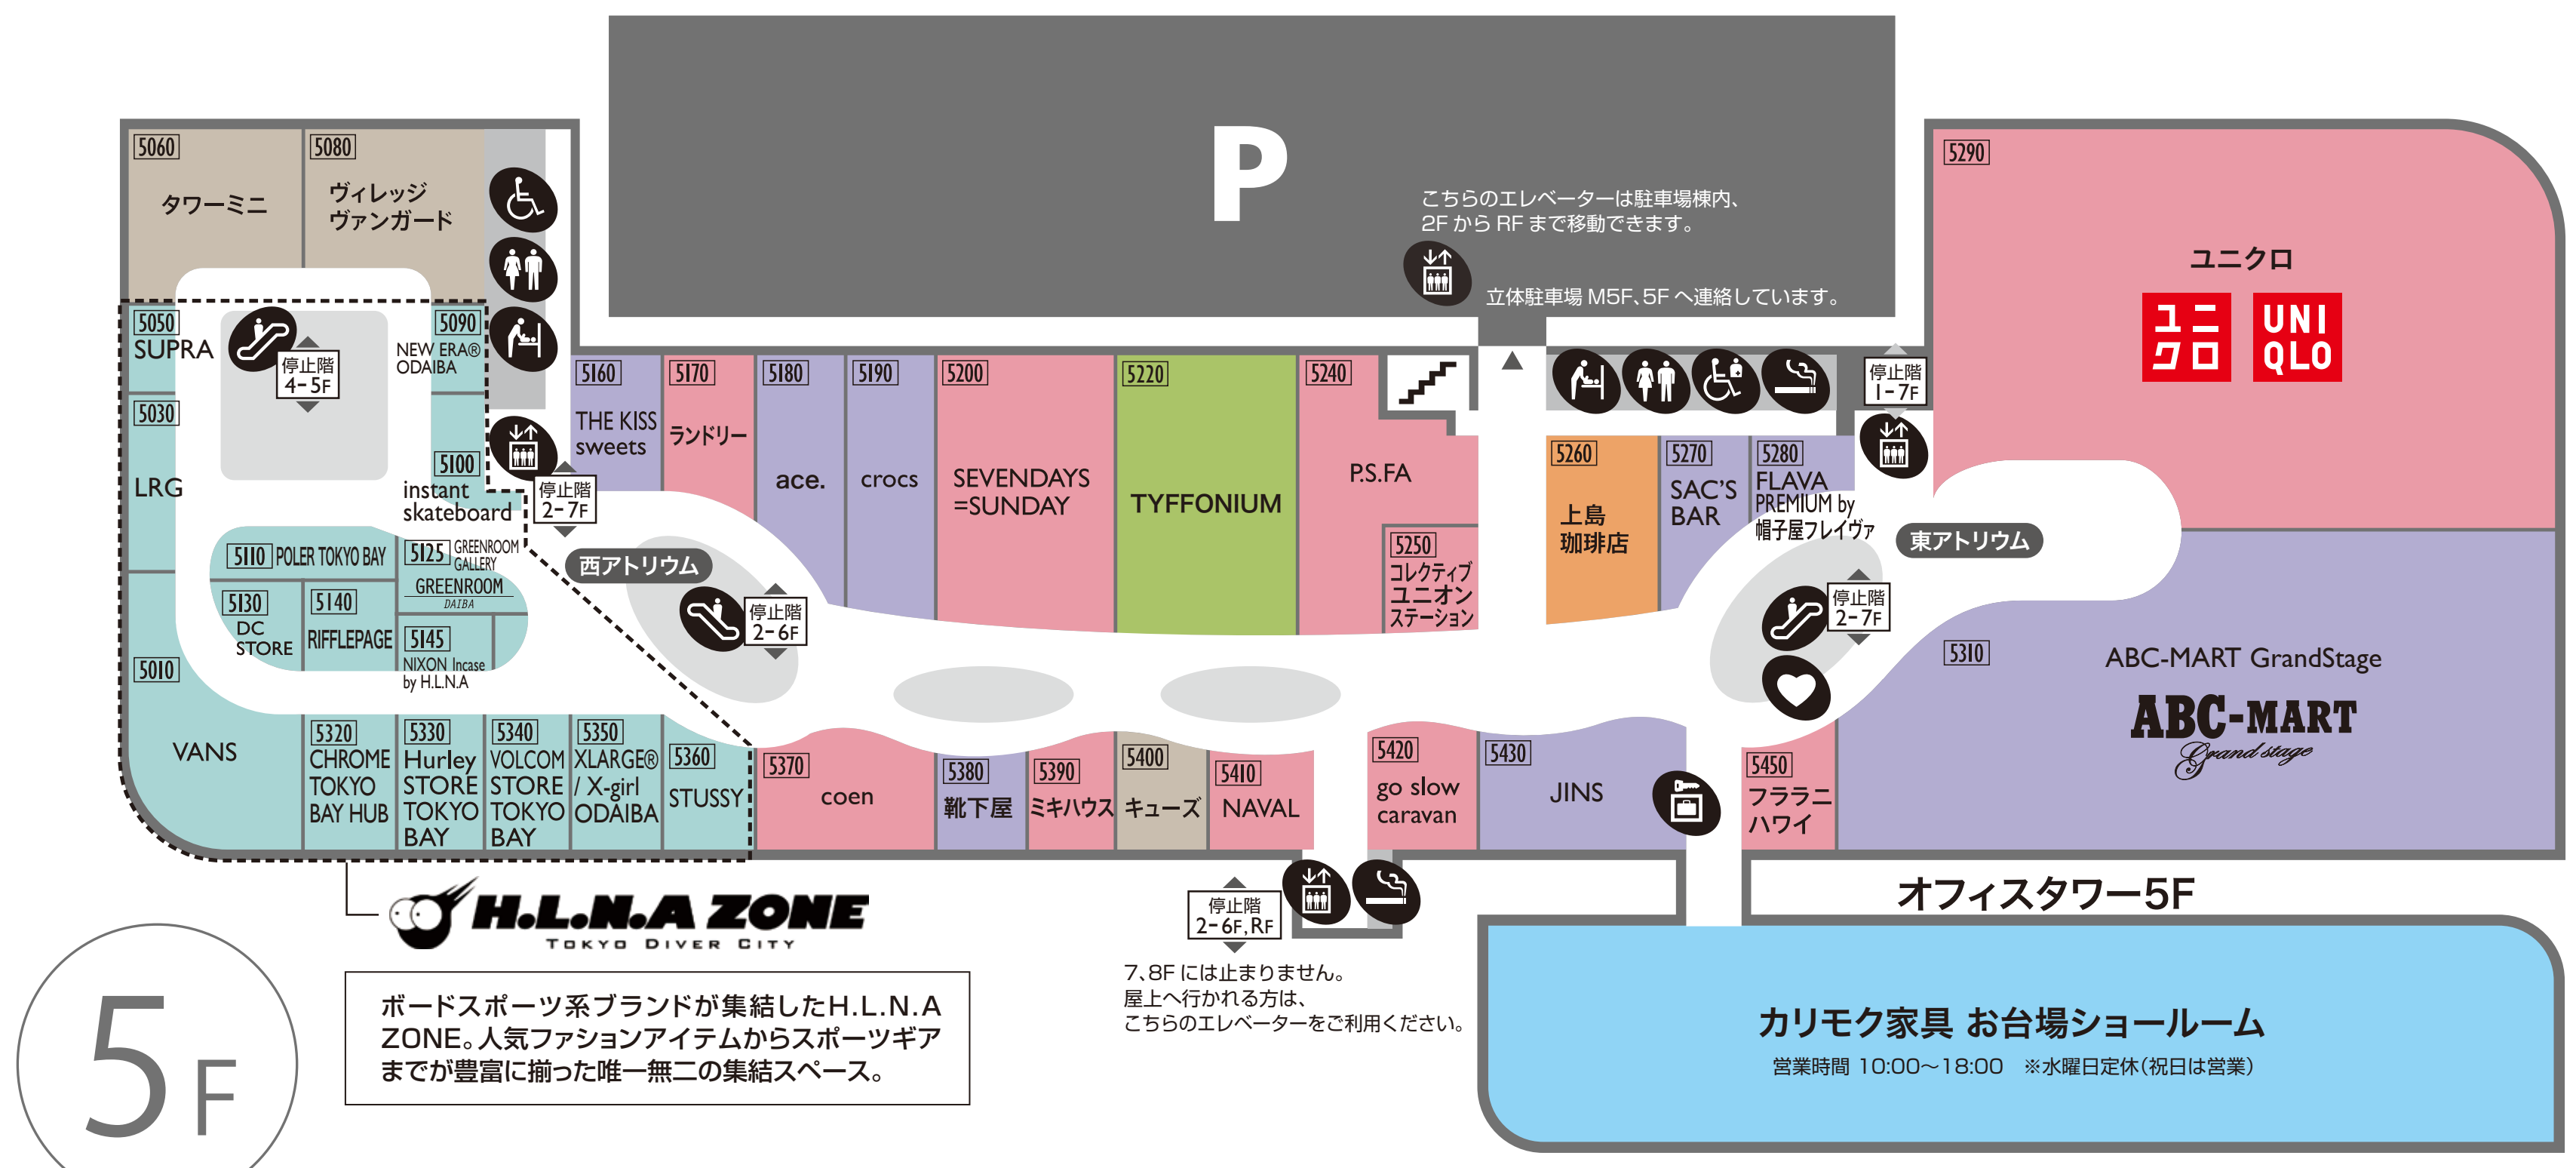 P
こちらのエレベーターは駐車場棟内、
2FからRFまで移動できます。
立体駐車場 M5F、5Fへ連絡しています。
5060
タワーミニ
5080
ヴィレッジ
ヴァンガード
5050
SUPRA
停止階
4-5F
5090
NEW ERA®
ODAIBA
5030
LRG
5100
instant
skateboard
停止階
2-7F
5110 POLER TOKYO BAY
5125 GREENROOM
GALLERY
GREENROOM
DAIBA
5130
DC
STORE
5140
RIFFLEPAGE
5145
NIXON Incase
by H.L.N.A
5010
VANS
5160
THE KISS
sweets
5170
ランドリー
5180
ace.
5190
crocs
5200
SEVENDAYS
=SUNDAY
5220
TYFFONIUM
5240
P.S.FA
5250
コレクティブ
ユニオン
ステーション
5260
上島
珈琲店
5270
SAC'S
BAR
5280
FLAVA
PREMIUM by
帽子屋フレイヴァ
停止階
1-7F
5290
ユニクロ
ユニ
クロ
UNI
QLO
西アトリウム
停止階
2-6F
東アトリウム
停止階
2-7F
5310
ABC-MART GrandStage
ABC-MART
Grand stage
5320
CHROME
TOKYO
BAY HUB
5330
Hurley
STORE
TOKYO
BAY
5340
VOLCOM
STORE
TOKYO
BAY
5350
XLARGE®
/ X-girl
ODAIBA
5360
STUSSY
5370
coen
5380
靴下屋
5390
ミキハウス
5400
キューズ
5410
NAVAL
5420
go slow
caravan
5430
JINS
5450
フララニ
ハワイ
H.L.N.A ZONE
TOKYO DIVER CITY
停止階
2-6F,RF
7、8Fには止まりません。
屋上へ行かれる方は、
こちらのエレベーターをご利用ください。
オフィスタワー5F
ボードスポーツ系ブランドが集結したH.L.N.A
ZONE。人気ファッションアイテムからスポーツギア
までが豊富に揃った唯一無二の集結スペース。
カリモク家具 お台場ショールーム
営業時間 10:00〜18:00 ※水曜日定休(祝日は営業)
5F